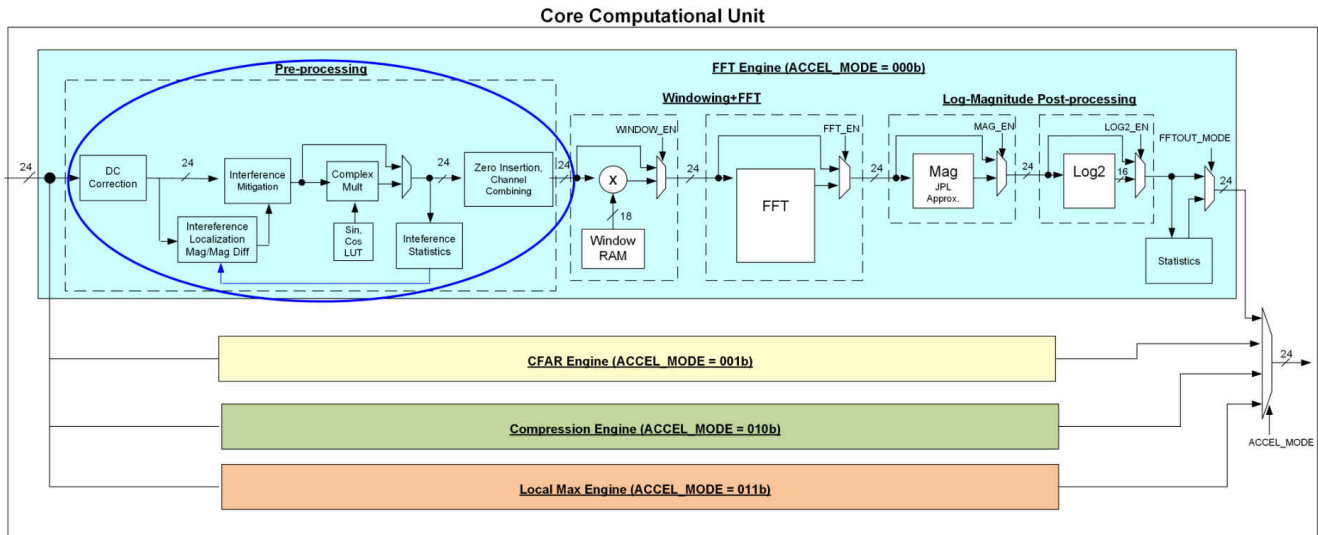 Core Computational Unit
Pre-processing
FFT Engine (ACCEL_MODE = 000b)
Windowing+FFT
Log-Magnitude Post-processing
WINDOW_EN
FFT_EN
MAG_EN
LOG2_EN
FFTOUT_MODE
24
DC
Correction
24
Interference
Mitigation
Complex
Mult
24
Zero Insertion,
Channel
Combining
24
X
24
FFT
24
Mag
JPL
Approx.
24
Log2
16
24
Intereference
Localization
Mag/Mag Diff
Sin,
Cos
LUT
Inteference
Statistics
18
Window
RAM
Statistics
CFAR Engine (ACCEL_MODE = 001b)
24
Compression Engine (ACCEL_MODE = 010b)
ACCEL_MODE
Local Max Engine (ACCEL_MODE = 011b)